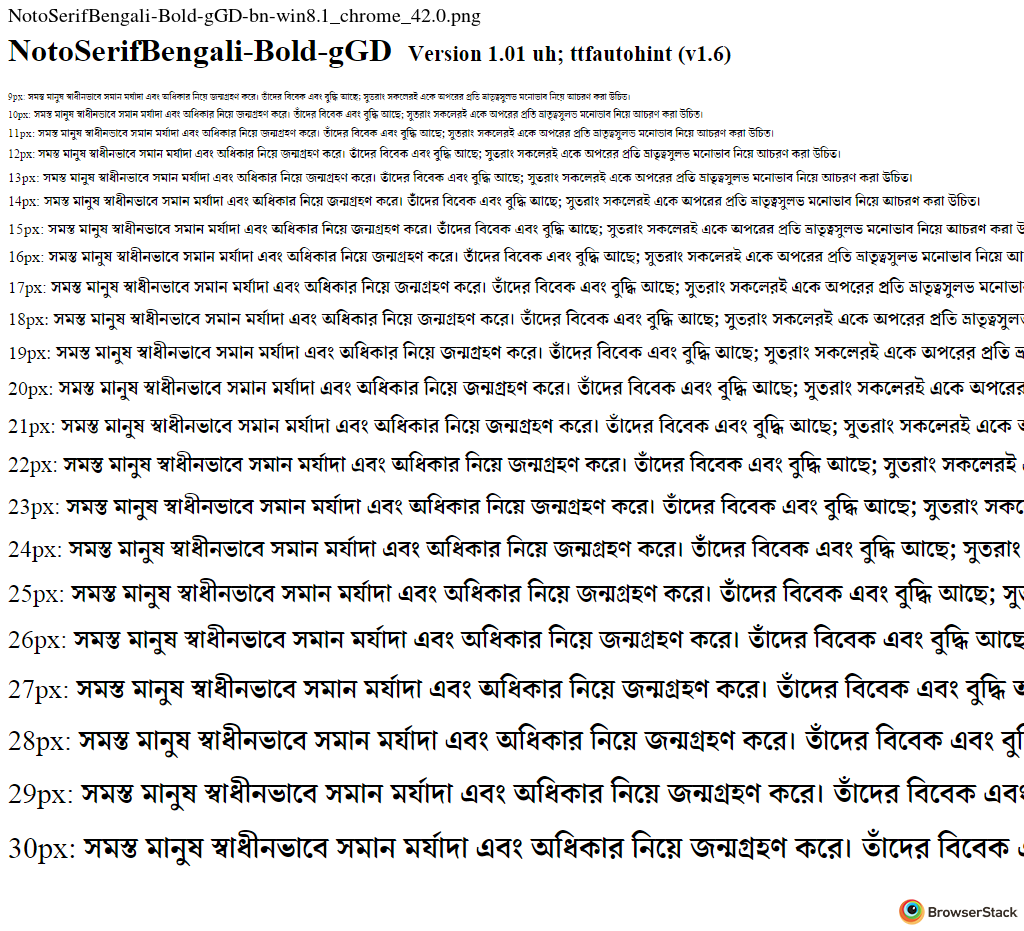 NotoSerifBengali-Bold-gGD-bn-win8.1_chrome_42.0.png
NotoSerifBengali-Bold-gGD Version 1.01 uh; ttfautohint (v1.6)
9px: সমস্ত মানুষ স্বাধীনভাবে সমান মর্যাদা এবং অধিকার নিয়ে জন্মগ্রহণ করে। তাঁদের বিবেক এবং বুদ্ধি আছে; সুতরাং সকলেরই একে অপরের প্রতি ভ্রাতৃত্বসুলভ মনোভাব নিয়ে আচরণ করা উচিত।
10px: সমস্ত মানুষ স্বাধীনভাবে সমান মর্যাদা এবং অধিকার নিয়ে জন্মগ্রহণ করে। তাঁদের বিবেক এবং বুদ্ধি আছে; সুতরাং সকলেরই একে অপরের প্রতি ভ্রাতৃত্বসুলভ মনোভাব নিয়ে আচরণ করা উচিত।
11px: সমস্ত মানুষ স্বাধীনভাবে সমান মর্যাদা এবং অধিকার নিয়ে জন্মগ্রহণ করে। তাঁদের বিবেক এবং বুদ্ধি আছে; সুতরাং সকলেরই একে অপরের প্রতি ভ্রাতৃত্বসুলভ মনোভাব নিয়ে আচরণ করা উচিত।
12px: সমস্ত মানুষ স্বাধীনভাবে সমান মর্যাদা এবং অধিকার নিয়ে জন্মগ্রহণ করে। তাঁদের বিবেক এবং বুদ্ধি আছে; সুতরাং সকলেরই একে অপরের প্রতি ভ্রাতৃত্বসুলভ মনোভাব নিয়ে আচরণ করা উচিত।
13px: সমস্ত মানুষ স্বাধীনভাবে সমান মর্যাদা এবং অধিকার নিয়ে জন্মগ্রহণ করে। তাঁদের বিবেক এবং বুদ্ধি আছে; সুতরাং সকলেরই একে অপরের প্রতি ভ্রাতৃত্বসুলভ মনোভাব নিয়ে আচরণ করা উচিত।
14px: সমস্ত মানুষ স্বাধীনভাবে সমান মর্যাদা এবং অধিকার নিয়ে জন্মগ্রহণ করে। তাঁদের বিবেক এবং বুদ্ধি আছে; সুতরাং সকলেরই একে অপরের প্রতি ভ্রাতৃত্বসুলভ মনোভাব নিয়ে আচরণ করা উচিত।
15px: সমস্ত মানুষ স্বাধীনভাবে সমান মর্যাদা এবং অধিকার নিয়ে জন্মগ্রহণ করে। তাঁদের বিবেক এবং বুদ্ধি আছে; সুতরাং সকলেরই একে অপরের প্রতি ভ্রাতৃত্বসুলভ মনোভাব নিয়ে আচরণ করা
16px: সমস্ত মানুষ স্বাধীনভাবে সমান মর্যাদা এবং অধিকার নিয়ে জন্মগ্রহণ করে। তাঁদের বিবেক এবং বুদ্ধি আছে; সুতরাং সকলেরই একে অপরের প্রতি ভ্রাতৃত্বসুলভ মনোভাব নিয়ে
17px: সমস্ত মানুষ স্বাধীনভাবে সমান মর্যাদা এবং অধিকার নিয়ে জন্মগ্রহণ করে। তাঁদের বিবেক এবং বুদ্ধি আছে; সুতরাং সকলেরই একে অপরের প্রতি ভ্রাতৃত্বসুলভ
18px: সমস্ত মানুষ স্বাধীনভাবে সমান মর্যাদা এবং অধিকার নিয়ে জন্মগ্রহণ করে। তাঁদের বিবেক এবং বুদ্ধি আছে; সুতরাং সকলেরই একে অপরের প্রতি
19px: সমস্ত মানুষ স্বাধীনভাবে সমান মর্যাদা এবং অধিকার নিয়ে জন্মগ্রহণ করে। তাঁদের বিবেক এবং বুদ্ধি আছে; সুতরাং সকলেরই একে অপরের প্রতি
20px: সমস্ত মানুষ স্বাধীনভাবে সমান মর্যাদা এবং অধিকার নিয়ে জন্মগ্রহণ করে। তাঁদের বিবেক এবং বুদ্ধি আছে; সুতরাং সকলেরই একে অপরের
21px: সমস্ত মানুষ স্বাধীনভাবে সমান মর্যাদা এবং অধিকার নিয়ে জন্মগ্রহণ করে। তাঁদের বিবেক এবং বুদ্ধি আছে; সুতরাং সকলেরই একে
22px: সমস্ত মানুষ স্বাধীনভাবে সমান মর্যাদা এবং অধিকার নিয়ে জন্মগ্রহণ করে। তাঁদের বিবেক এবং বুদ্ধি আছে; সুতরাং সকলেরই
23px: সমস্ত মানুষ স্বাধীনভাবে সমান মর্যাদা এবং অধিকার নিয়ে জন্মগ্রহণ করে। তাঁদের বিবেক এবং বুদ্ধি আছে; সুতরাং
24px: সমস্ত মানুষ স্বাধীনভাবে সমান মর্যাদা এবং অধিকার নিয়ে জন্মগ্রহণ করে। তাঁদের বিবেক এবং বুদ্ধি আছে; সুতরাং
25px: সমস্ত মানুষ স্বাধীনভাবে সমান মর্যাদা এবং অধিকার নিয়ে জন্মগ্রহণ করে। তাঁদের বিবেক এবং বুদ্ধি আছে;
26px: সমস্ত মানুষ স্বাধীনভাবে সমান মর্যাদা এবং অধিকার নিয়ে জন্মগ্রহণ করে। তাঁদের বিবেক এবং বুদ্ধি আছে
27px: সমস্ত মানুষ স্বাধীনভাবে সমান মর্যাদা এবং অধিকার নিয়ে জন্মগ্রহণ করে। তাঁদের বিবেক এবং বুদ্ধি
28px: সমস্ত মানুষ স্বাধীনভাবে সমান মর্যাদা এবং অধিকার নিয়ে জন্মগ্রহণ করে। তাঁদের বিবেক এবং
29px: সমস্ত মানুষ স্বাধীনভাবে সমান মর্যাদা এবং অধিকার নিয়ে জন্মগ্রহণ করে। তাঁদের বিবেক এবং
30px: সমস্ত মানুষ স্বাধীনভাবে সমান মর্যাদা এবং অধিকার নিয়ে জন্মগ্রহণ করে। তাঁদের বিবেক
BrowserStack